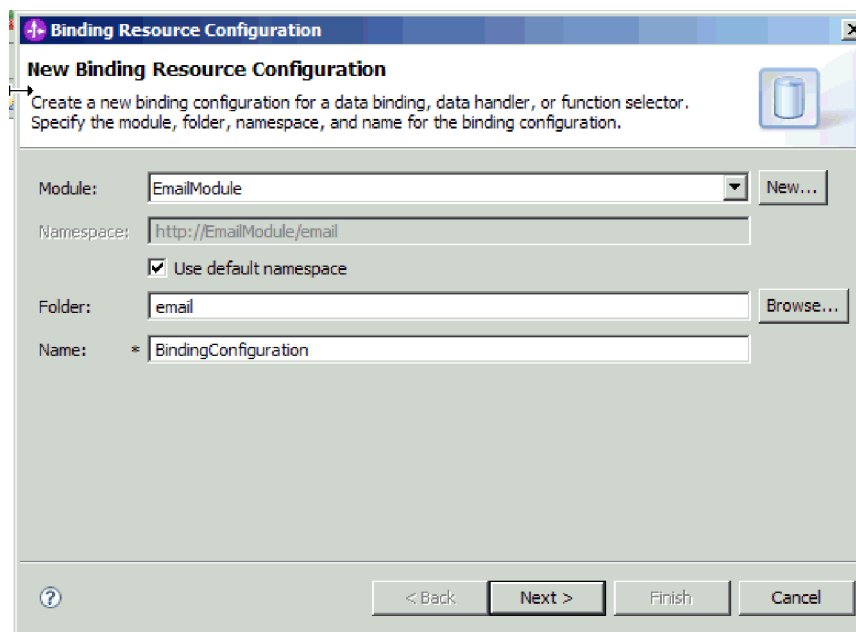 Binding Resource Configuration
New Binding Resource Configuration
Create a new binding configuration for a data binding, data handler, or function selector.
Specify the module, folder, namespace, and name for the binding configuration.
Module: EmailModule New...
Namespace: http://EmailModule/email
Use default namespace
Folder: email Browse...
Name: * BindingConfiguration
? < Back Next > Finish Cancel